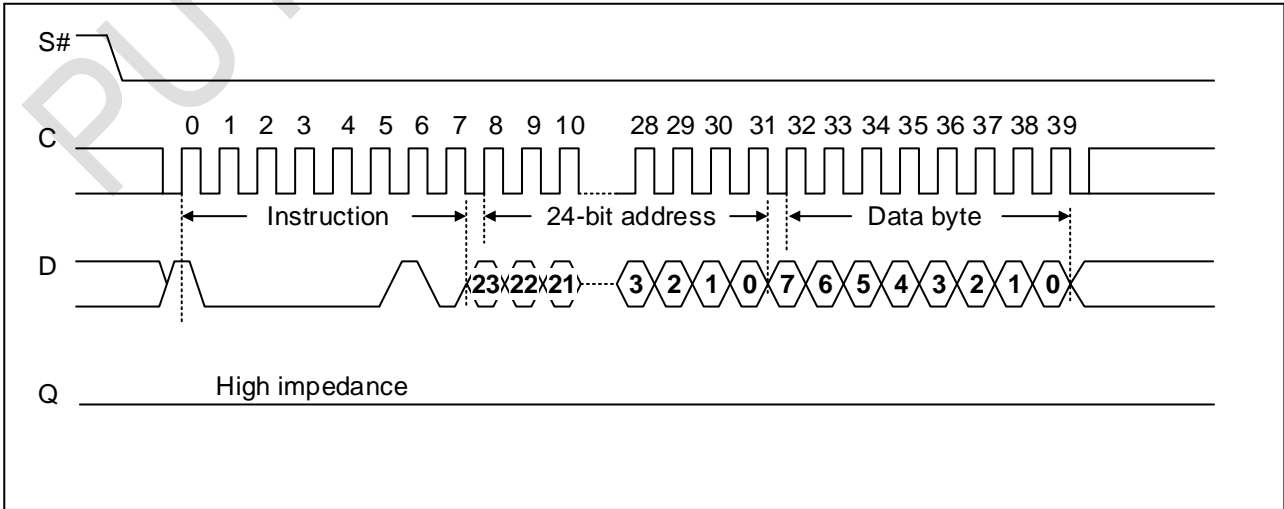 PU
S#
0 1 2 3 4 5 6 7 8 9 10 28 29 30 31 32 33 34 35 36 37 38 39
C
Instruction 24-bit address Data byte
D
23 22 21 3 2 1 0 7 6 5 4 3 2 1 0
High impedance
Q